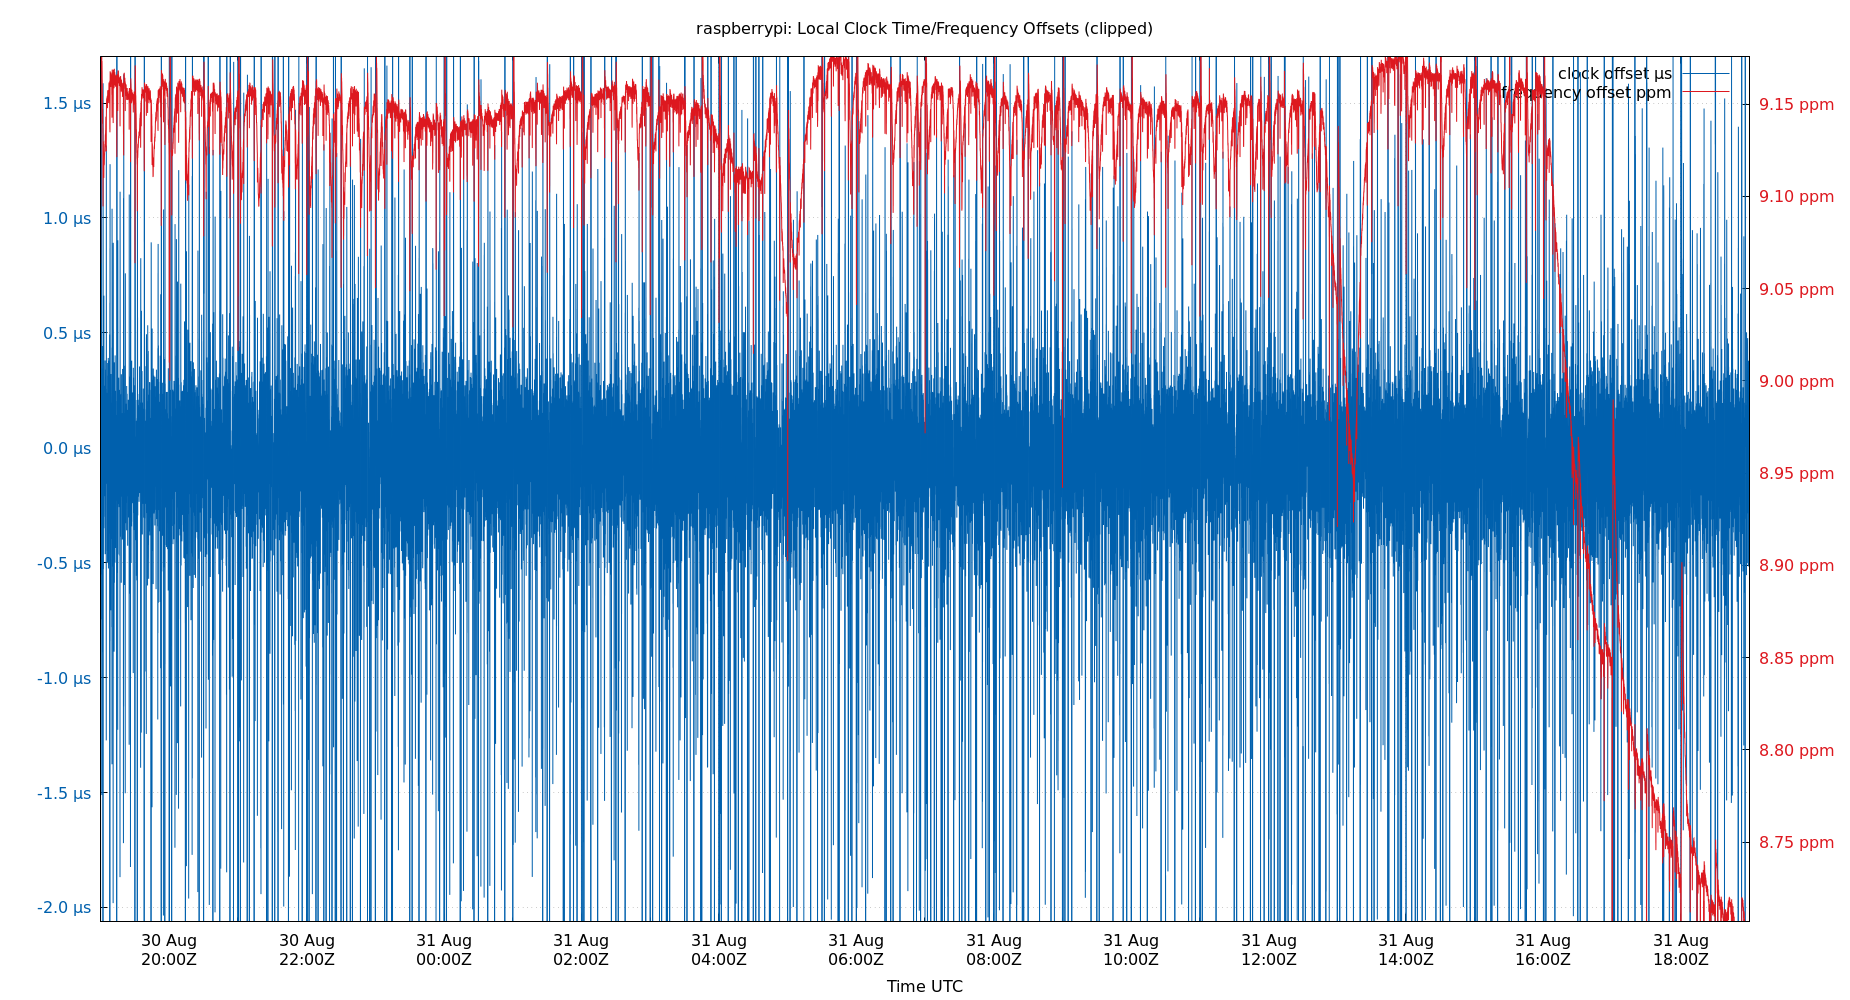 raspberrypi: Local Clock Time/Frequency Offsets (clipped)
clock offset µs
frequency offset ppm
1.5 µs
1.0 µs
0.5 µs
0.0 µs
-0.5 µs
-1.0 µs
-1.5 µs
-2.0 µs
9.15 ppm
9.10 ppm
9.05 ppm
9.00 ppm
8.95 ppm
8.90 ppm
8.85 ppm
8.80 ppm
8.75 ppm
30 Aug 30 Aug 31 Aug 31 Aug 31 Aug 31 Aug 31 Aug 31 Aug 31 Aug 31 Aug 31 Aug 31 Aug
20:00Z 22:00Z 00:00Z 02:00Z 04:00Z 06:00Z 08:00Z 10:00Z 12:00Z 14:00Z 16:00Z 18:00Z
Time UTC